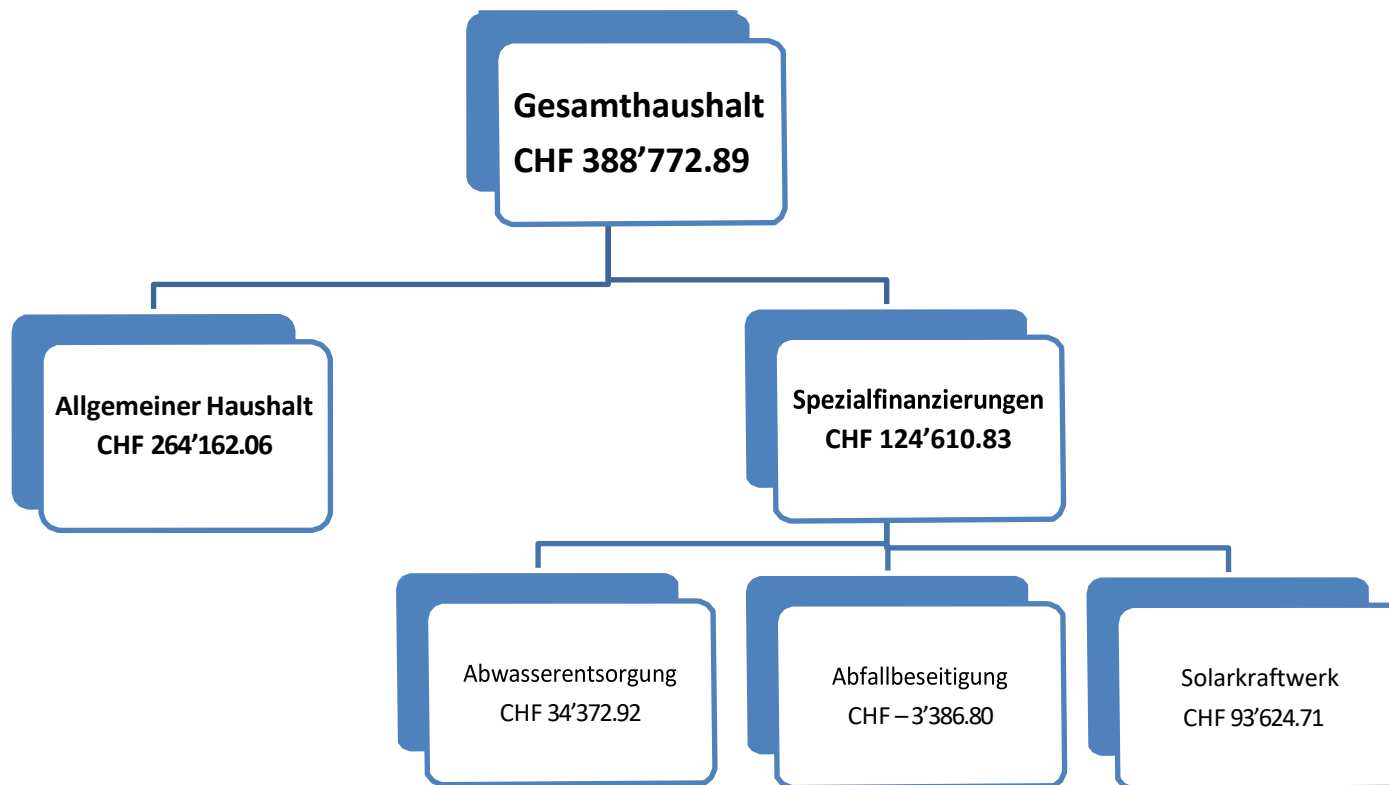 Gesamthaushalt
CHF 388’772.89
Allgemeiner Haushalt
CHF 264’162.06
Spezialfinanzierungen
CHF 124’610.83
Abwasserentsorgung
CHF 34’372.92
Abfallbeseitigung
CHF – 3’386.80
Solarkraftwerk
CHF 93’624.71